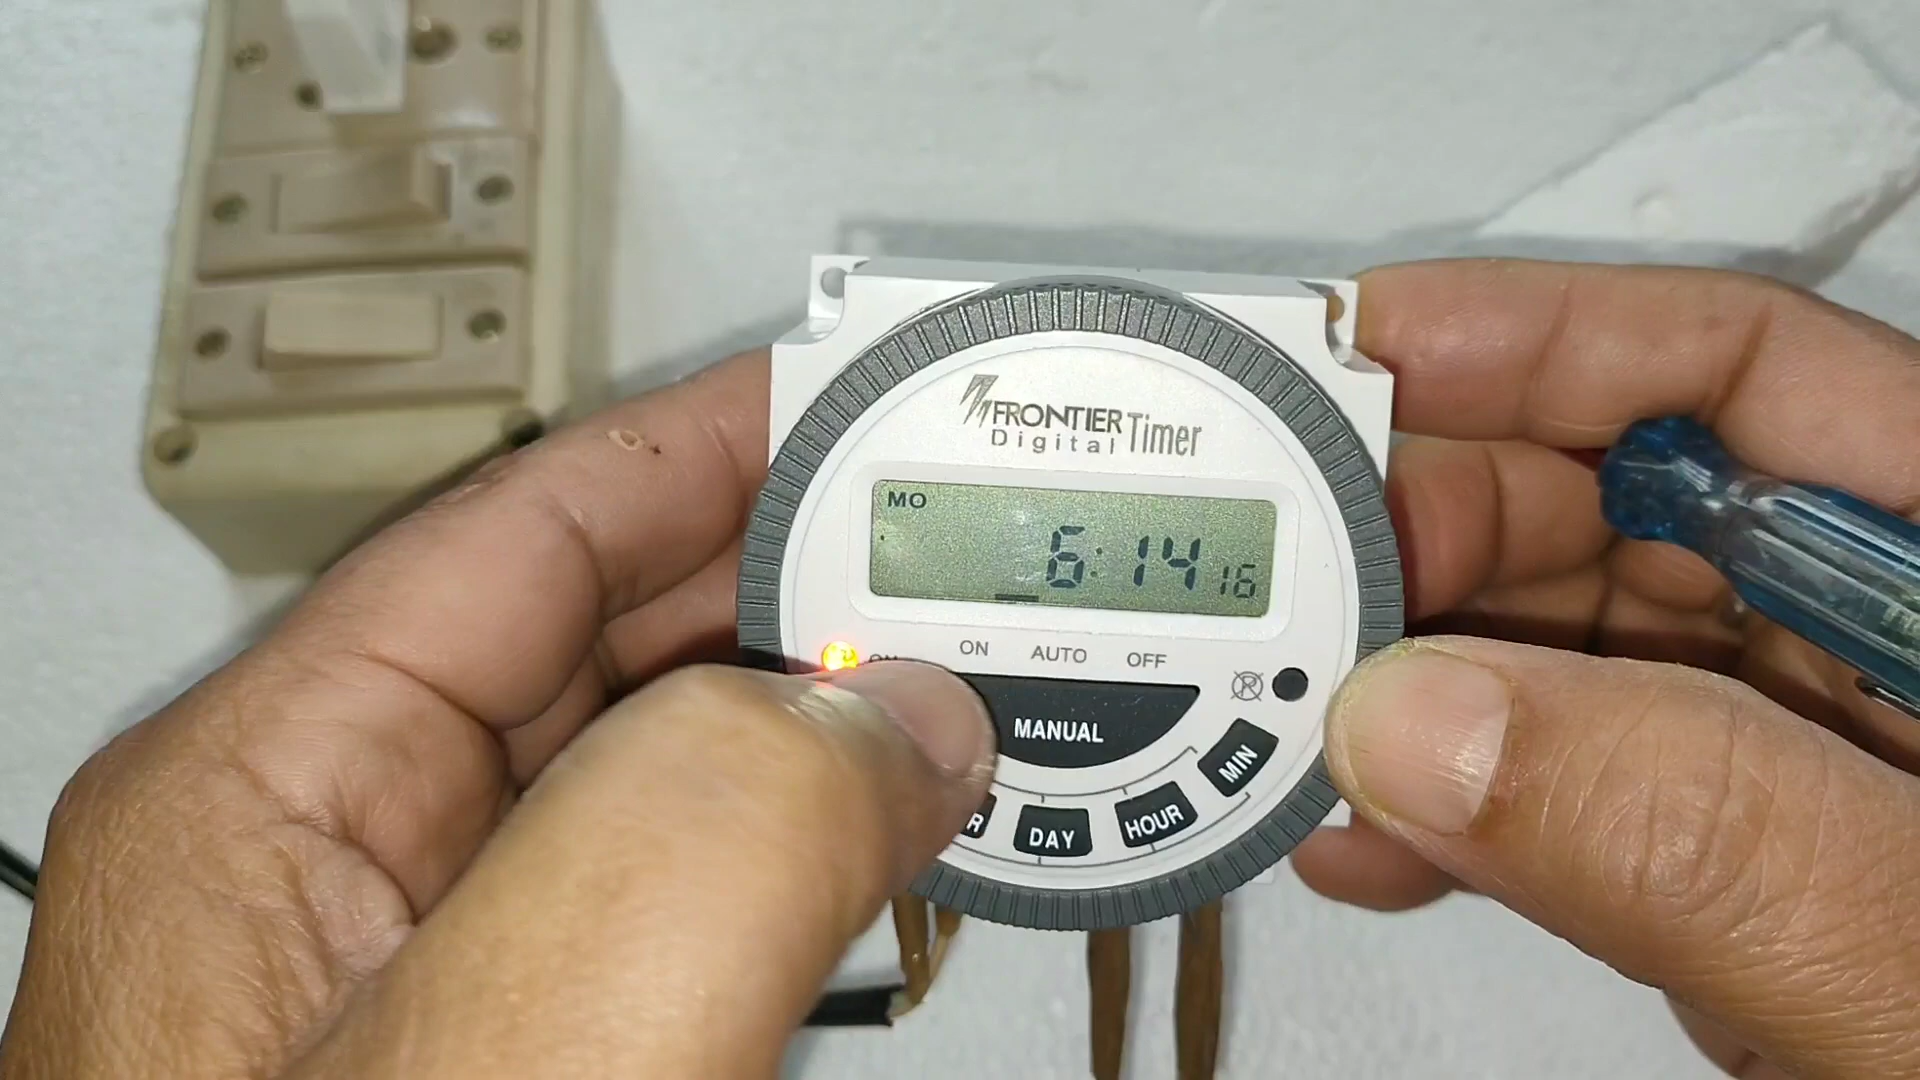 FRONTIER Timer
Digital
MO
6:14 16
ON AUTO OFF
MANUAL
DAY HOUR MIN